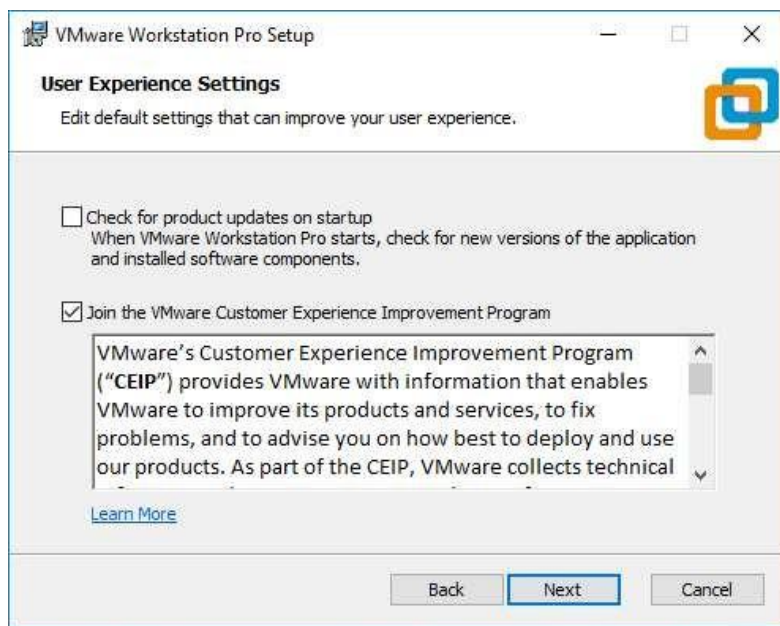 VMware Workstation Pro Setup
User Experience Settings
Edit default settings that can improve your user experience.
Check for product updates on startup
When VMware Workstation Pro starts, check for new versions of the application
and installed software components.
Join the VMware Customer Experience Improvement Program
VMware's Customer Experience Improvement Program
("CEIP") provides VMware with information that enables
VMware to improve its products and services, to fix
problems, and to advise you on how best to deploy and use
our products. As part of the CEIP, VMware collects technical
Learn More
Back Next Cancel